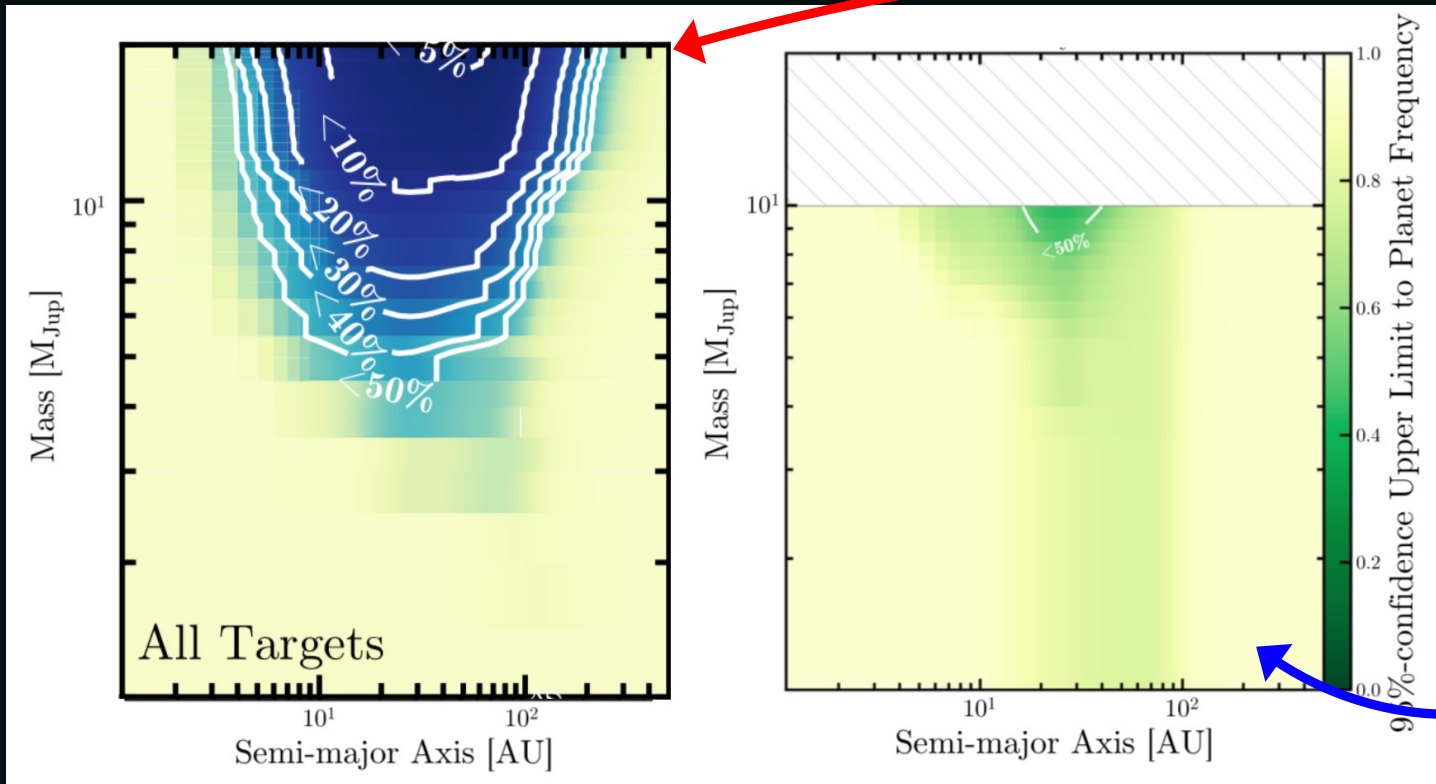 <5%
<10%
<20%
<30%
<40%
<50%
10¹
Mass [M_Jup]
All Targets
10¹ 10²
Semi-major Axis [AU]
10¹
<50%
Mass [M_Jup]
10¹ 10²
Semi-major Axis [AU]
1.0
0.8
0.6
0.4
0.2
0.0
95%-confidence Upper Limit to Planet Frequency